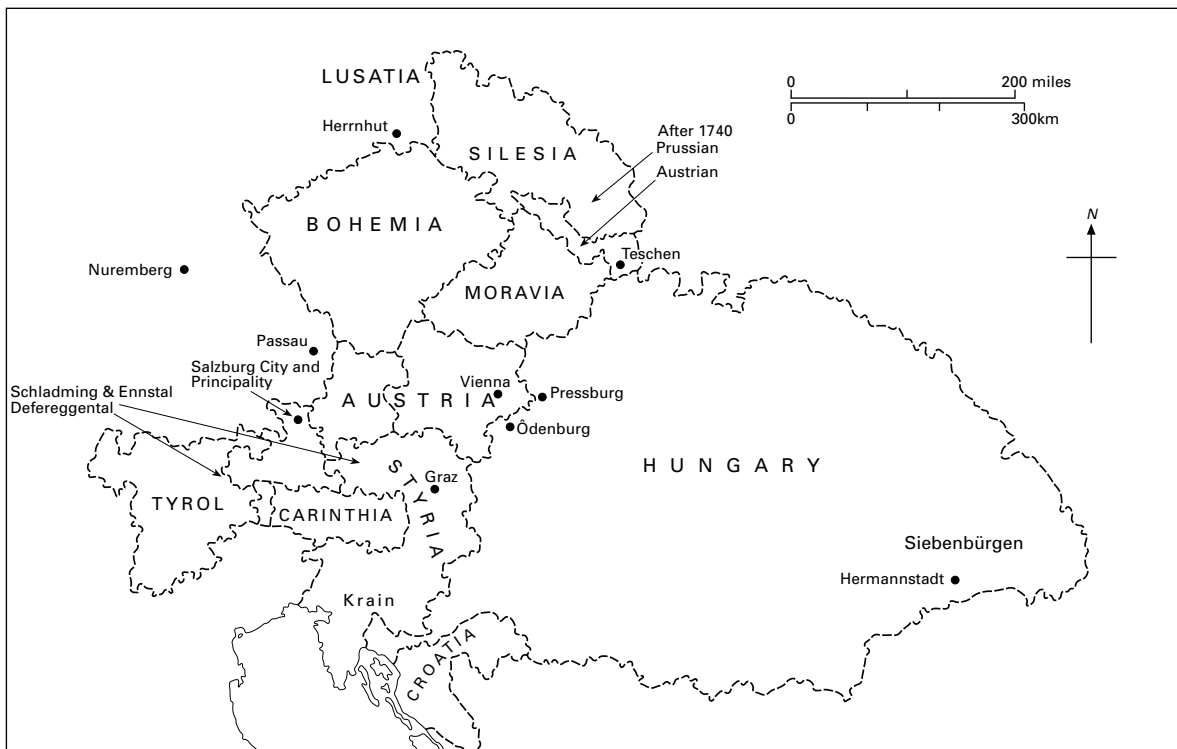 LUSATIA
0
200 miles
0
300km
Herrnhut
SILESIA
After 1740
Prussian
Austrian
N
BOHEMIA
Nuremberg
Teschen
MORAVIA
Passau
Salzburg City and
Principality
Schladming & Ennstal
Defereggental
Vienna
AUSTRIA
Pressburg
Ôdenburg
HUNGARY
STYRIA
Graz
TYROL
CARINTHIA
Siebenbürgen
Hermannstadt
Krain
CROATIA